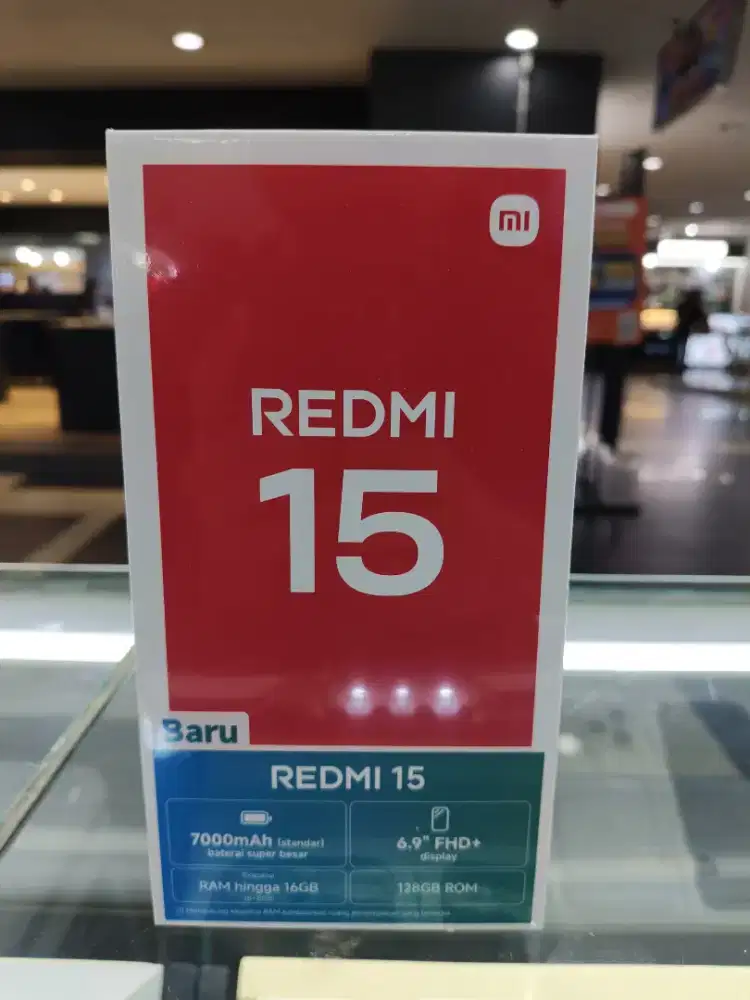 mi
REDMI
15
Baru
REDMI 15
7000mAh (standar)
baterai super besar
6.9" FHD+
display
RAM hingga 16GB
128GB ROM